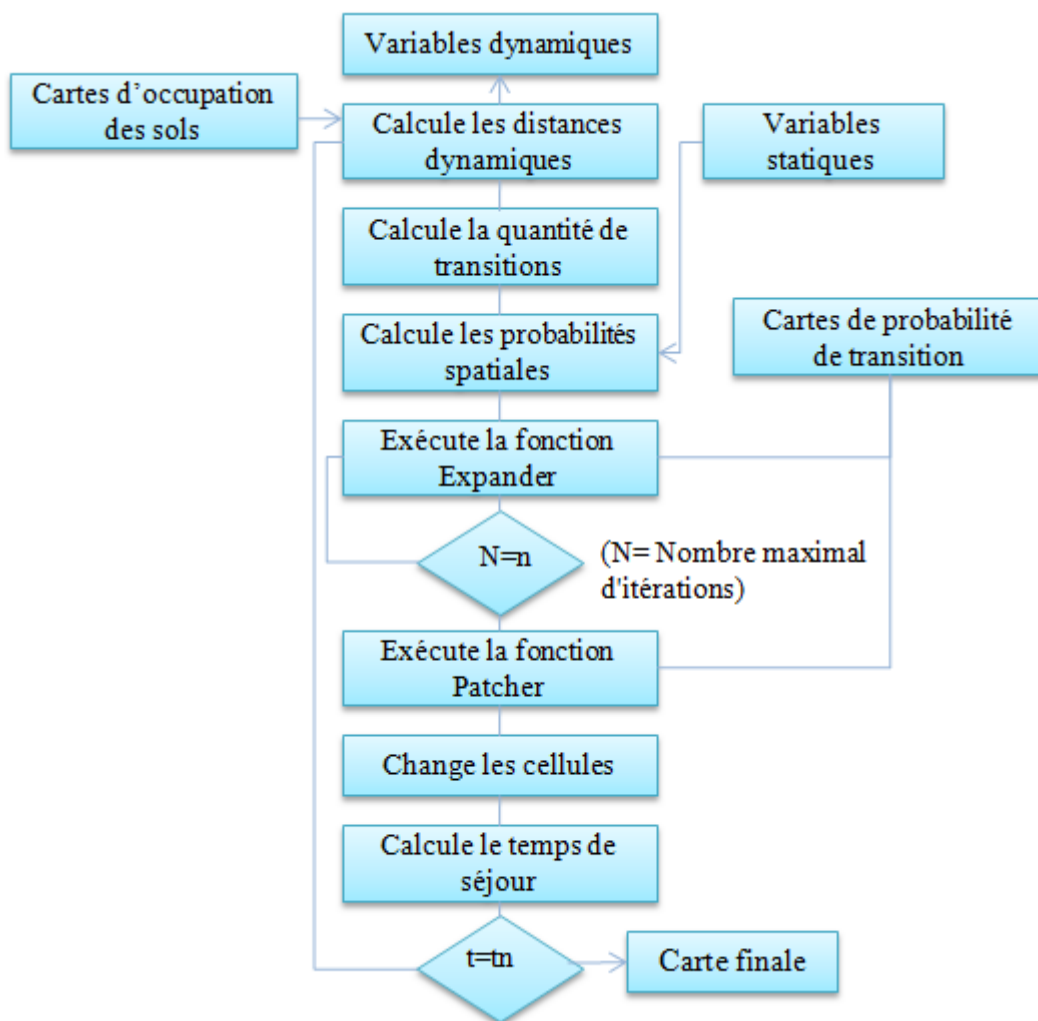 Variables dynamiques
Cartes d’occupation
des sols
Calcule les distances
dynamiques
Variables
statiques
Calcule la quantité de
transitions
Calcule les probabilités
spatiales
Cartes de probabilité
de transition
Exécute la fonction
Expander
N=n
(N= Nombre maximal
d'itérations)
Exécute la fonction
Patcher
Change les cellules
Calcule le temps de
séjour
t=tn
Carte finale